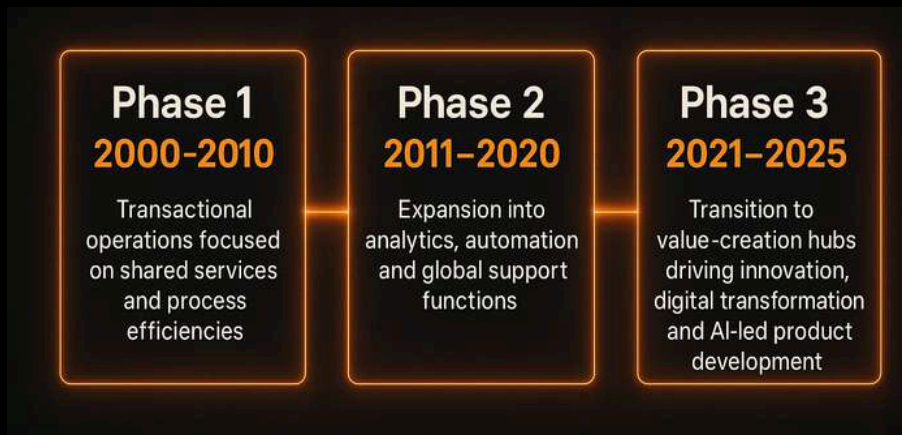 Phase 1
2000-2010
Transactional
operations focused
on shared services
and process
efficiencies
Phase 2
2011–2020
Expansion into
analytics, automation
and global support
functions
Phase 3
2021–2025
Transition to
value-creation hubs
driving innovation,
digital transformation
and AI-led product
development